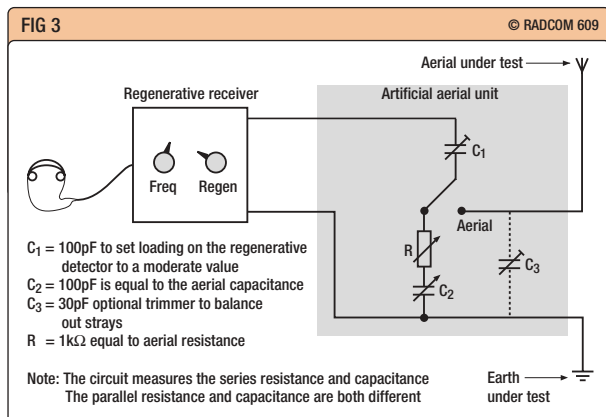 FIG 3
© RADCOM 609
Aerial under test
Regenerative receiver
Artificial aerial unit
C1
Freq
Regen
Aerial
R
C3
C2
C1 = 100pF to set loading on the regenerative
detector to a moderate value
C2 = 100pF is equal to the aerial capacitance
C3 = 30pF optional trimmer to balance
out strays
R = 1kΩ equal to aerial resistance
Note: The circuit measures the series resistance and capacitance
The parallel resistance and capacitance are both different
Earth
under test